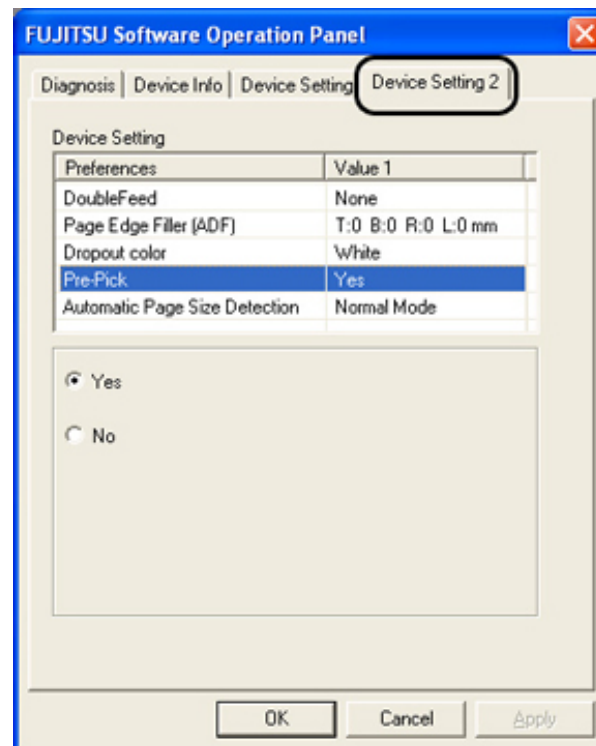 FUJITSU Software Operation Panel
Diagnosis Device Info Device Setting Device Setting 2
Device Setting
Preferences Value 1
DoubleFeed None
Page Edge Filler (ADF) T:0 B:0 R:0 L:0 mm
Dropout color White
Pre-Pick Yes
Automatic Page Size Detection Normal Mode
Yes
No
OK Cancel Apply